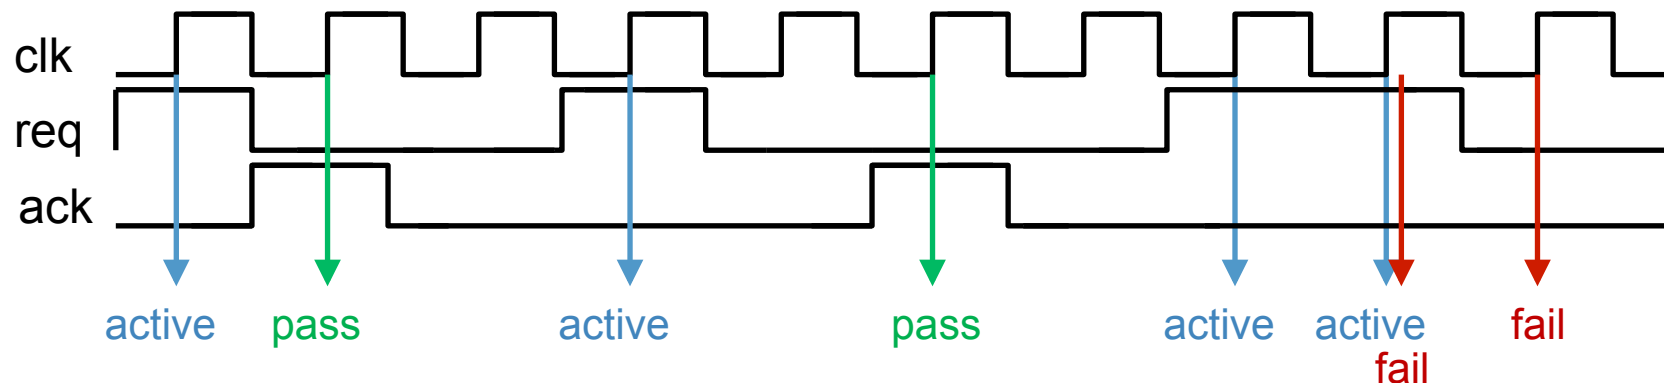 clk
req
ack
active pass active pass active active fail
fail